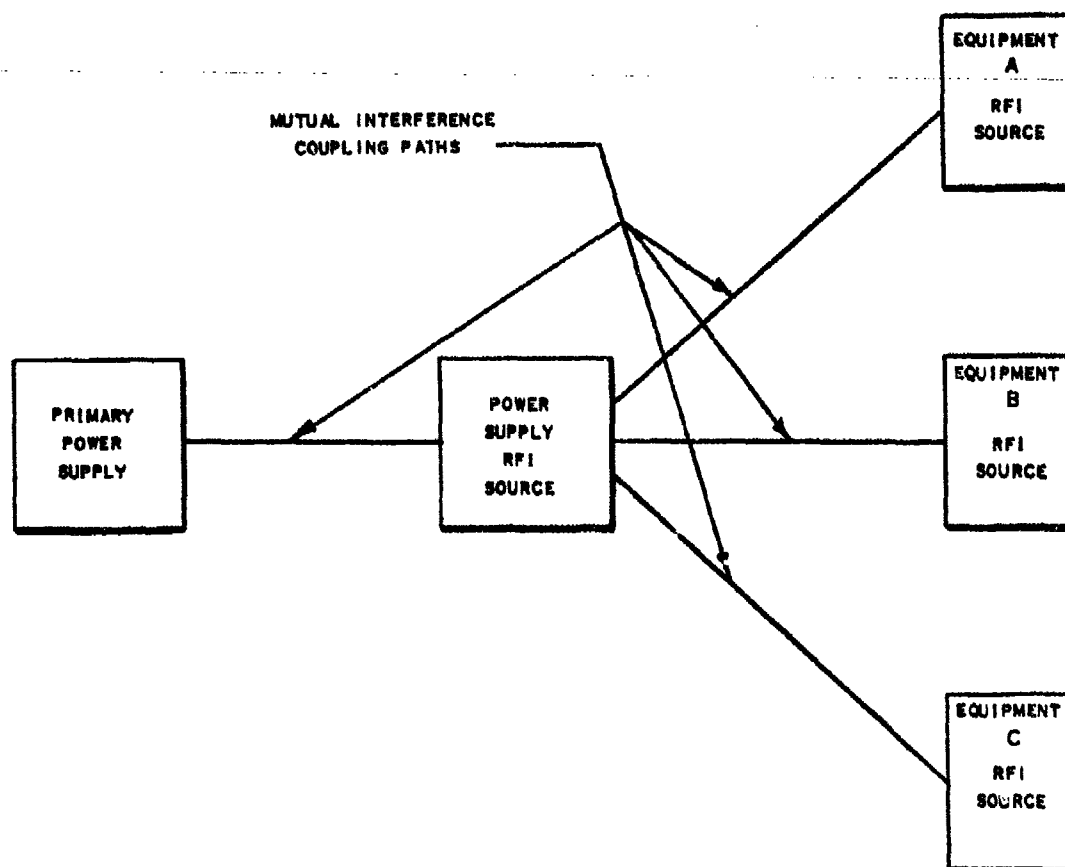 EQUIPMENT
A
RFI
SOURCE
MUTUAL INTERFERENCE
COUPLING PATHS
PRIMARY
POWER
SUPPLY
POWER
SUPPLY
RFI
SOURCE
EQUIPMENT
B
RFI
SOURCE
EQUIPMENT
C
RFI
SOURCE